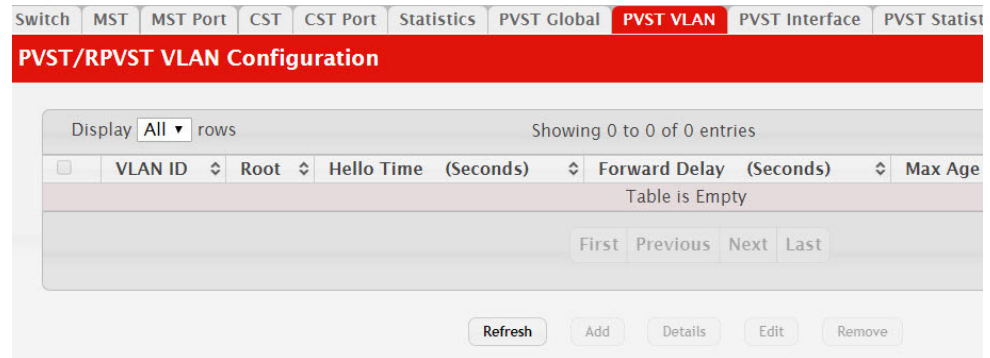 Switch MST MST Port CST CST Port Statistics PVST Global PVST VLAN PVST Interface PVST Statist
PVST/RPVST VLAN Configuration
Display All rows Showing 0 to 0 of 0 entries
VLAN ID Root Hello Time (Seconds) Forward Delay (Seconds) Max Age
Table is Empty
First Previous Next Last
Refresh Add Details Edit Remove